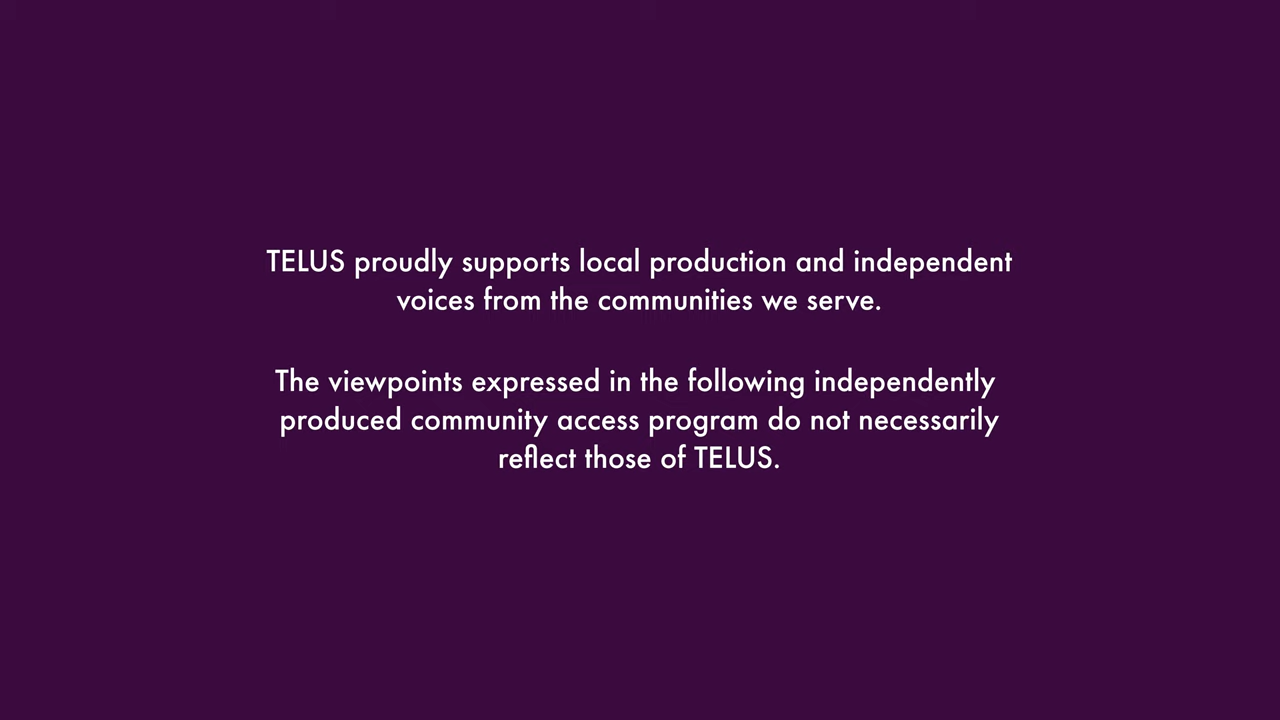 TELUS proudly supports local production and independent
voices from the communities we serve.
The viewpoints expressed in the following independently
produced community access program do not necessarily
reflect those of TELUS.